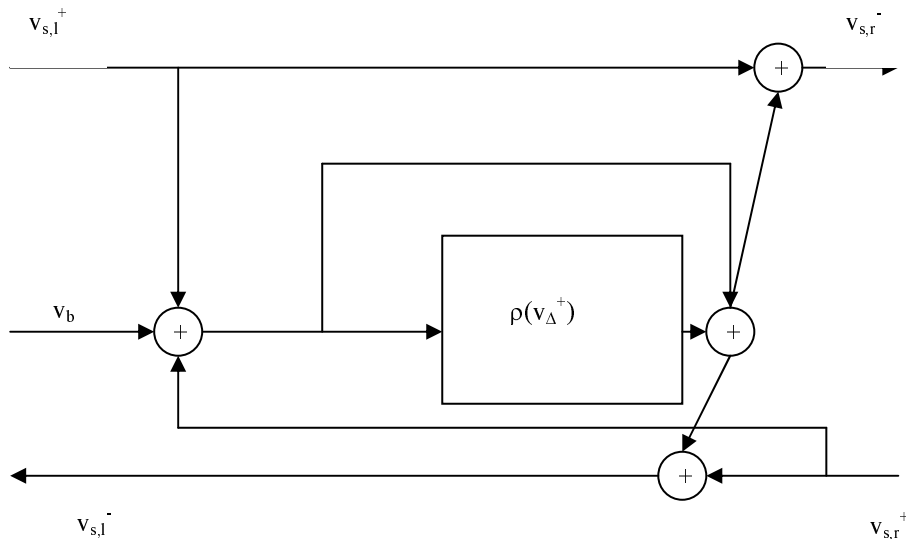 v_{s,l}^+
v_{s,r}^-
+
ρ(v_Δ^+)
v_b
+
+
+
v_{s,l}^-
v_{s,r}^+